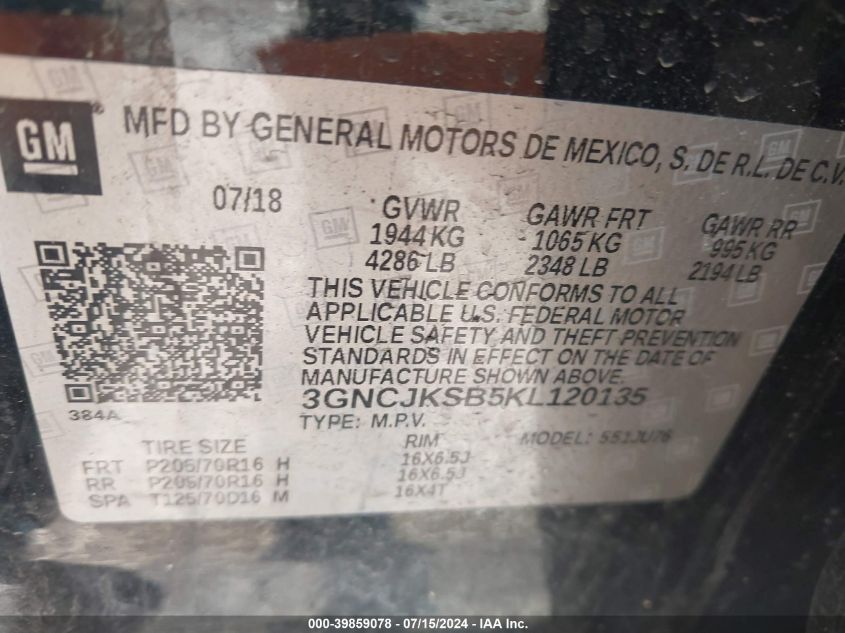 GM
MFD BY GENERAL MOTORS DE MEXICO, S. DE R.L. DE C.V.
07/18
GVWR GAWR FRT GAWR RR
1944 KG 1065 KG 995 KG
4286 LB 2348 LB 2194 LB
THIS VEHICLE CONFORMS TO ALL
APPLICABLE U.S. FEDERAL MOTOR
VEHICLE SAFETY AND THEFT PREVENTION
STANDARDS IN EFFECT ON THE DATE OF
MANUFACTURE SHOWN ABOVE.
384A
3GNCJKSB5KL120135
TYPE: M.P.V. MODEL: 551JU76
TIRE SIZE RIM
FRT P205/70R16 H 16X6.5J
RR P205/70R16 H 16X6.5J
SPA T125/70D16 M 16X4T
000-39859078 - 07/15/2024 - IAA Inc.